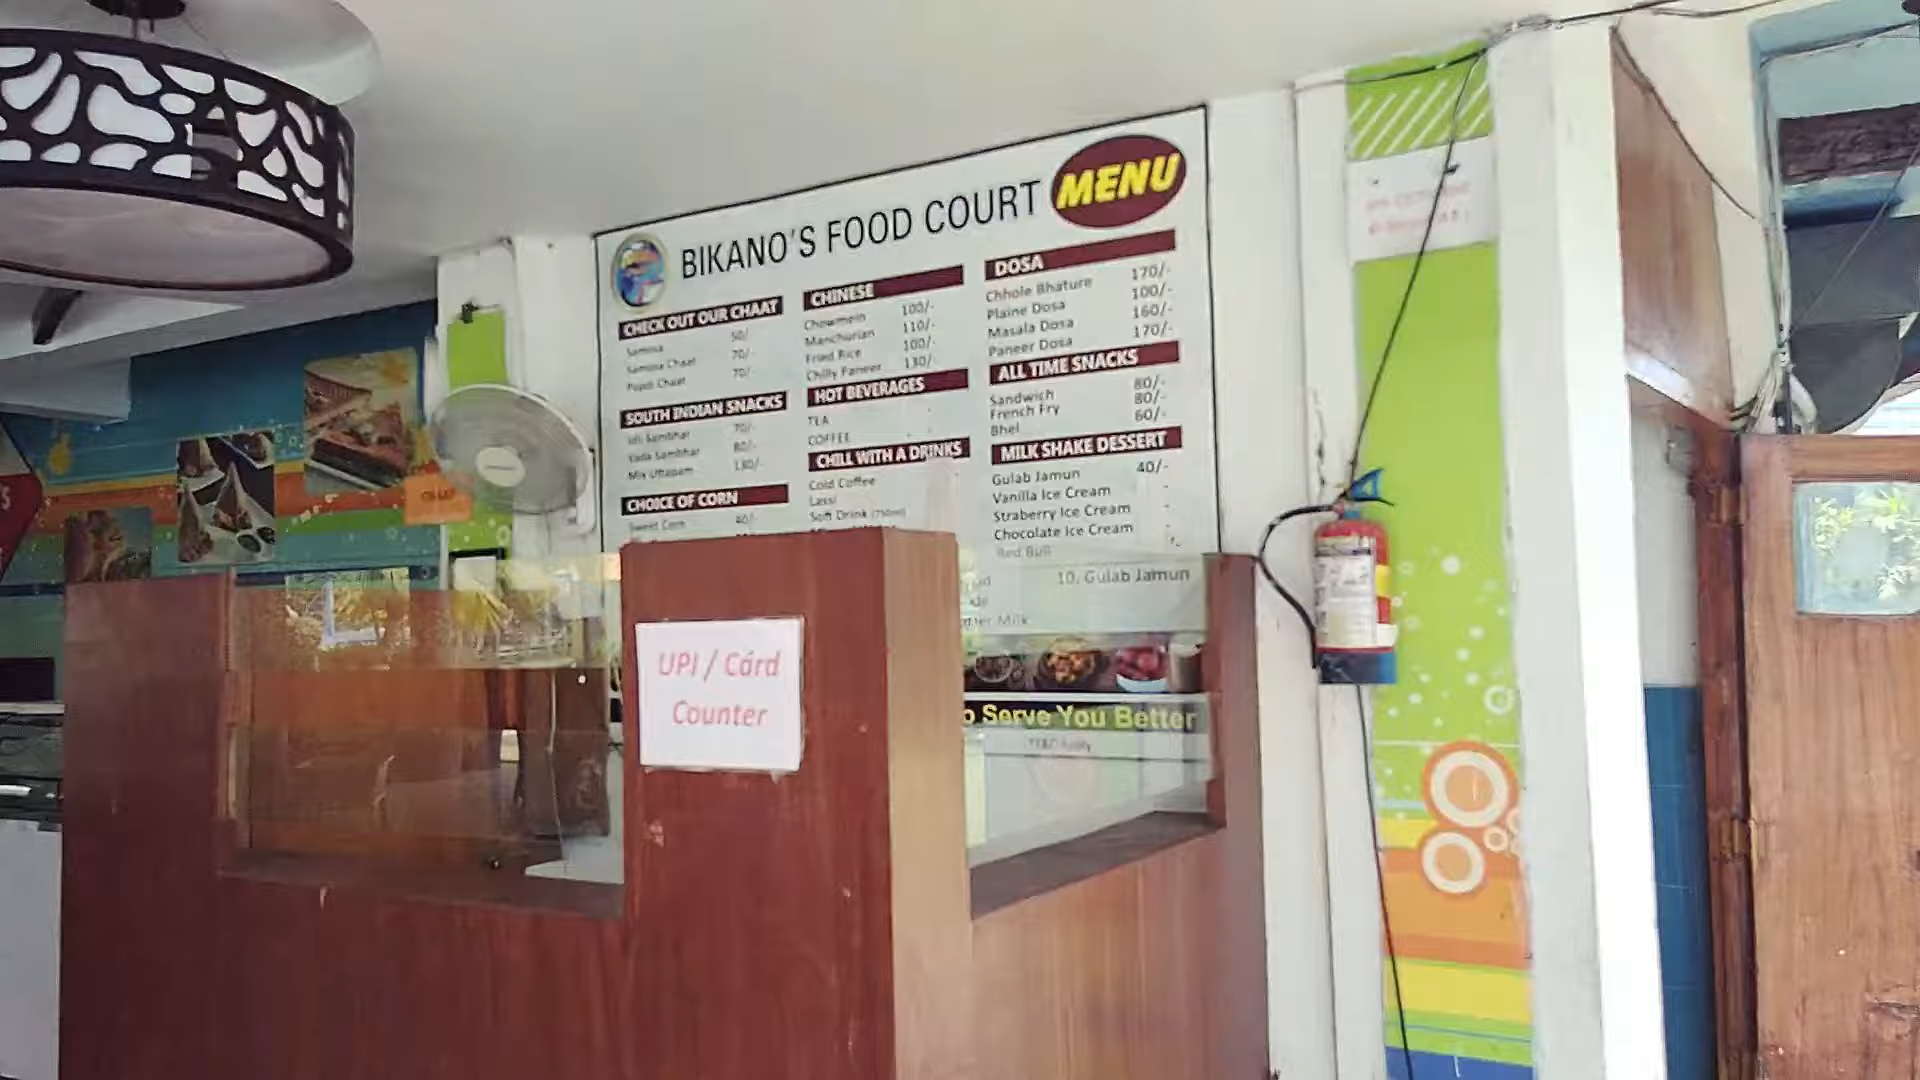 BIKANO'S FOOD COURT MENU
CHECK OUT OUR CHAAT
Samosa 50/-
Samosa Chaat 70/-
Papdi Chaat 70/-
SOUTH INDIAN SNACKS
Idli Sambhar 70/-
Vada Sambhar 80/-
Mix Uttapam 130/-
CHOICE OF CORN
Sweet Corn 40/-
CHINESE
Chowmein 100/-
Manchurian 110/-
Fried Rice 100/-
Chilly Paneer 130/-
HOT BEVERAGES
TEA
COFFEE
CHILL WITH A DRINKS
Cold Coffee
Lassi
Soft Drink (750ml)
DOSA
Chhole Bhature 170/-
Plaine Dosa 100/-
Masala Dosa 160/-
Paneer Dosa 170/-
ALL TIME SNACKS
Sandwich 80/-
French Fry 80/-
Bhel 60/-
MILK SHAKE DESSERT
Gulab Jamun 40/-
Vanilla Ice Cream -
Straberry Ice Cream -
Chocolate Ice Cream -
Red Bull
10. Gulab Jamun
Milk
Serve You Better
UPI / Card
Counter